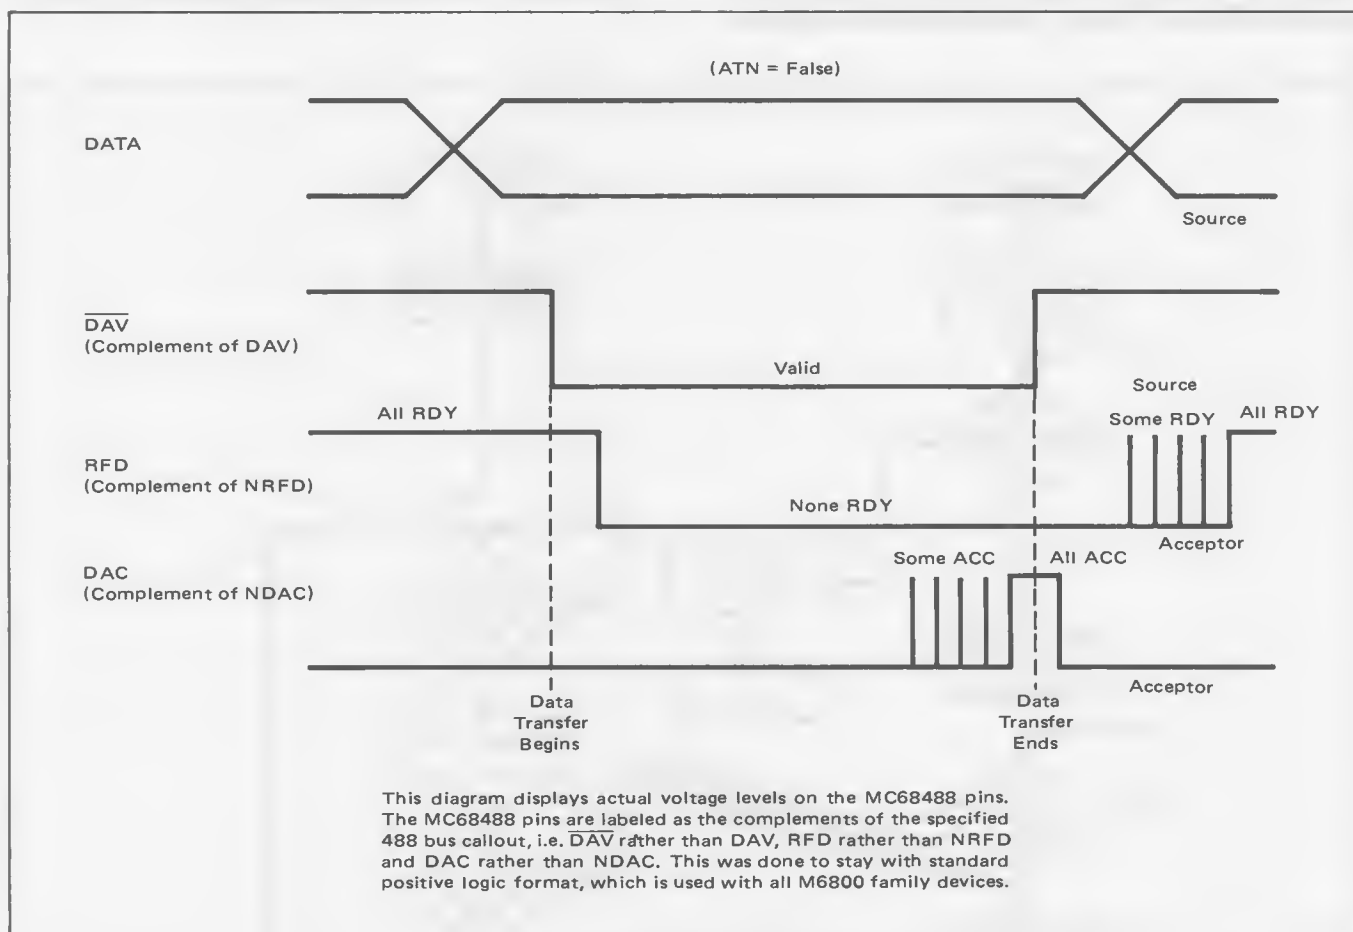 (ATN = False)
DATA
Source
DAV
(Complement of DAV)
Valid
Source
All RDY
Some RDY
All RDY
RFD
(Complement of NRFD)
None RDY
Acceptor
Some ACC
All ACC
DAC
(Complement of NDAC)
Acceptor
Data
Transfer
Begins
Data
Transfer
Ends
This diagram displays actual voltage levels on the MC68488 pins.
The MC68488 pins are labeled as the complements of the specified
488 bus callout, i.e. DAV rather than DAV, RFD rather than NRFD
and DAC rather than NDAC. This was done to stay with standard
positive logic format, which is used with all M6800 family devices.